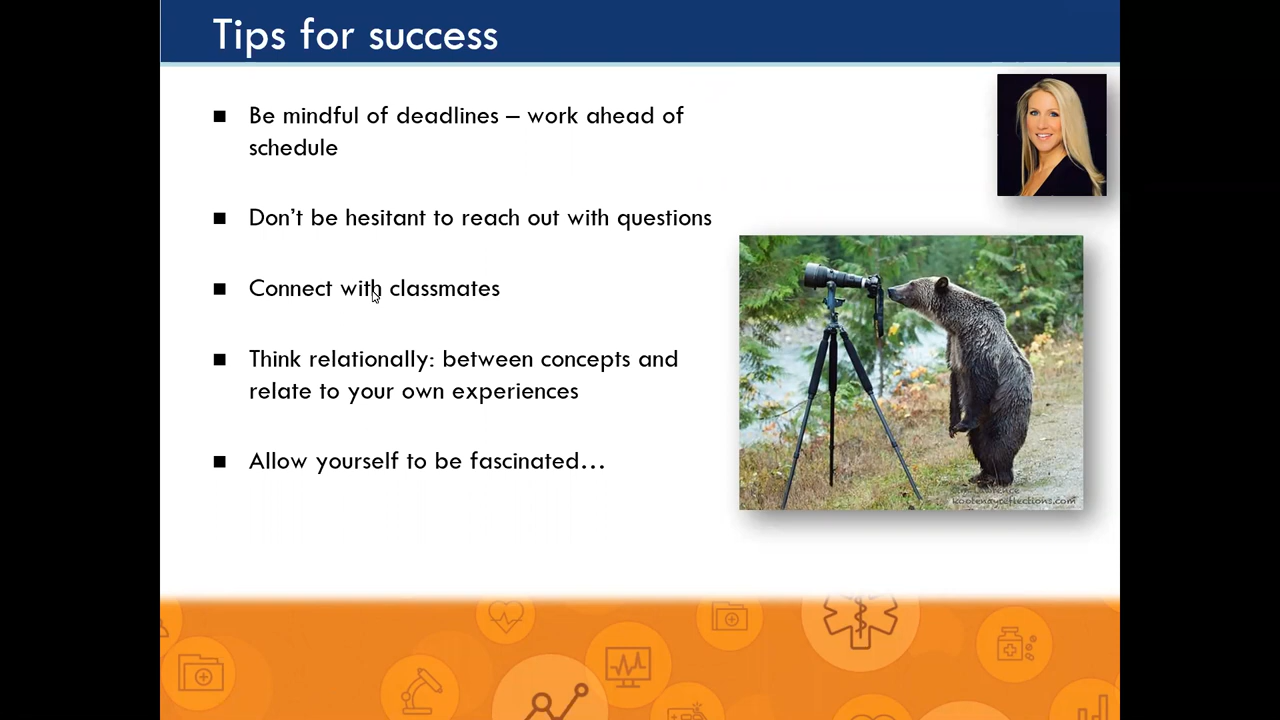 Tips for success
■ Be mindful of deadlines – work ahead of
schedule
■ Don’t be hesitant to reach out with questions
■ Connect with classmates
■ Think relationally: between concepts and
relate to your own experiences
■ Allow yourself to be fascinated…
Lawrence
kootenayreflections.com